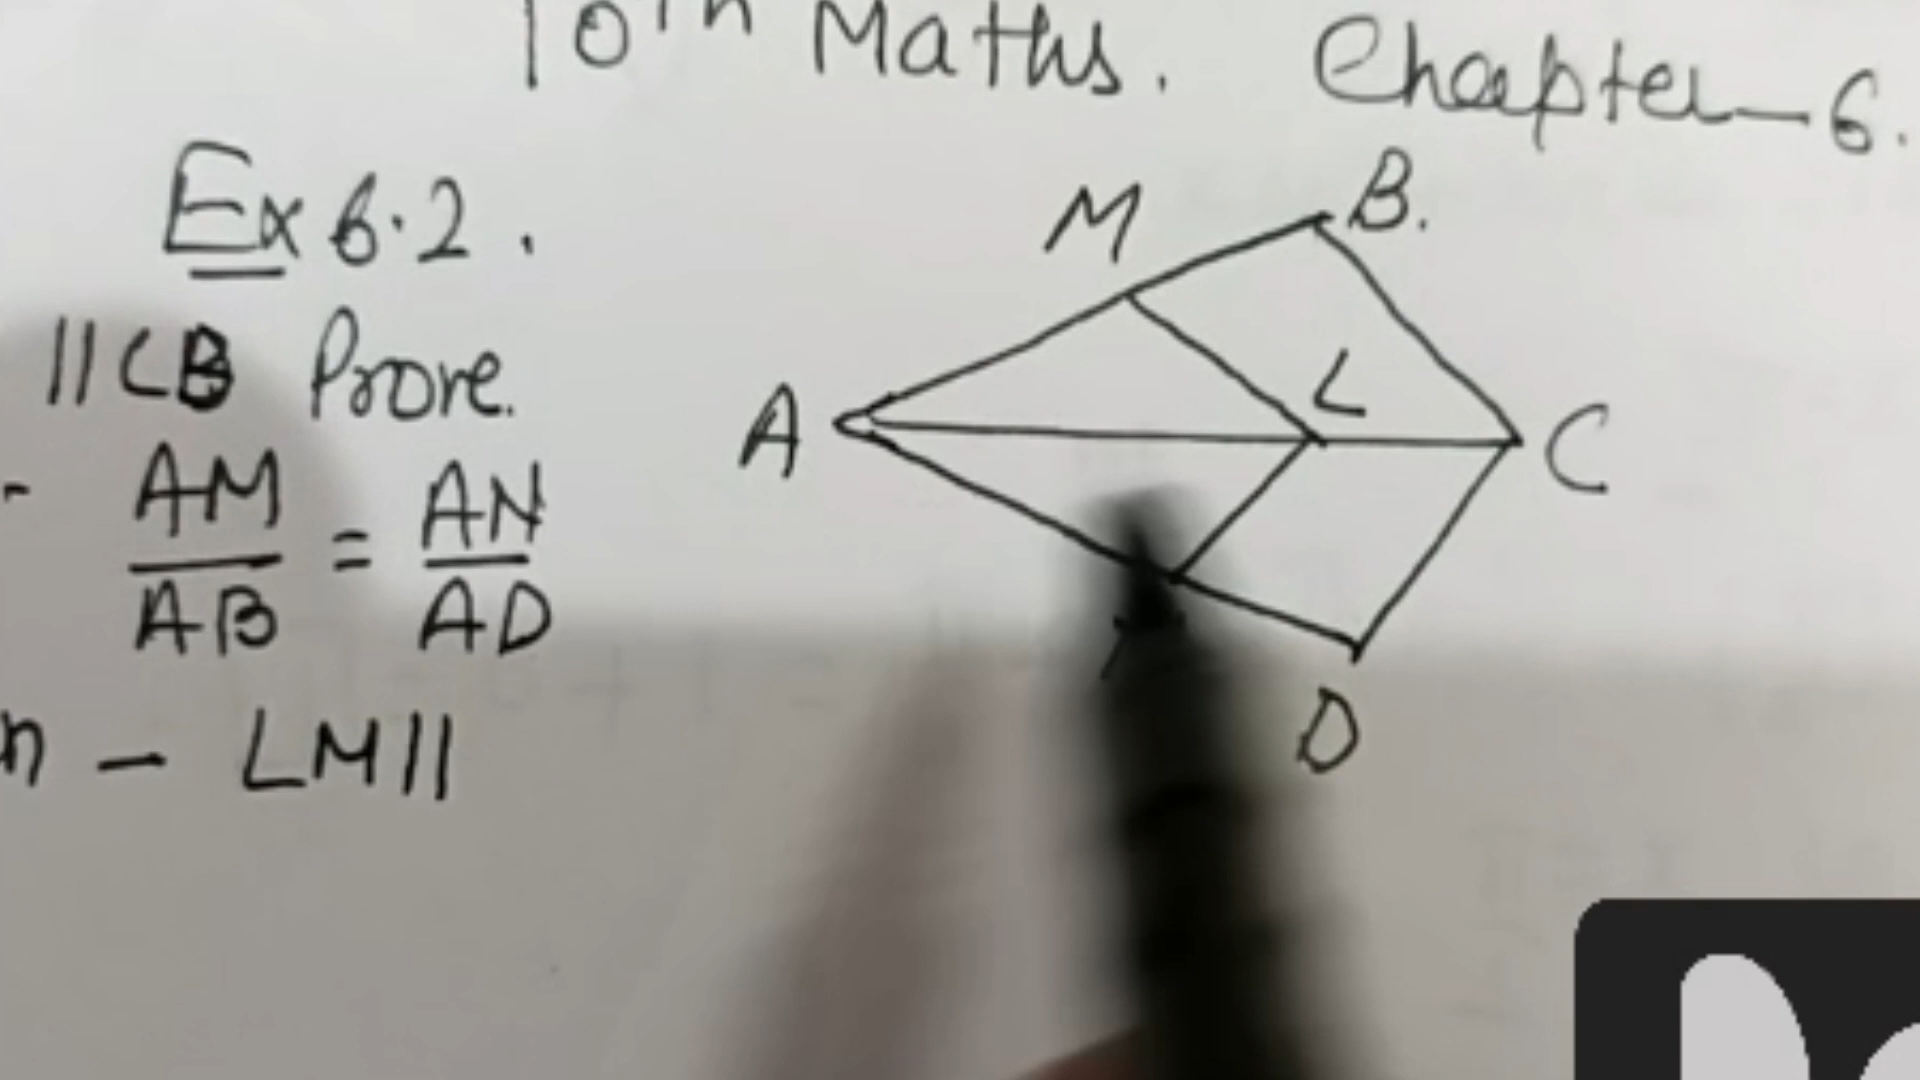 10th Maths. Chapter-6.
Ex 6.2.
||CB Prove.
- AM/AB = AN/AD
n - LM||
M
B.
L
A
C
D